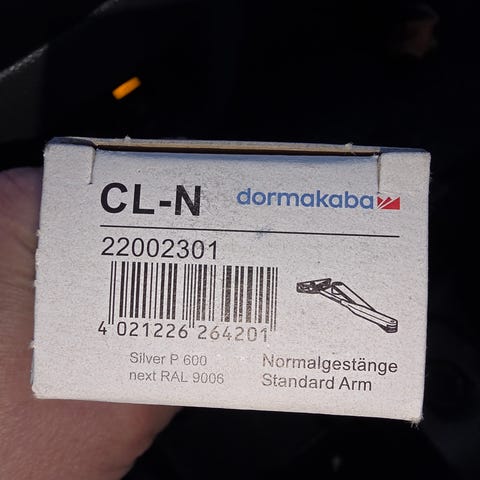 CL-N dormakaba
22002301
4 021226 264201
Silver P 600
next RAL 9006
Normalgestänge
Standard Arm